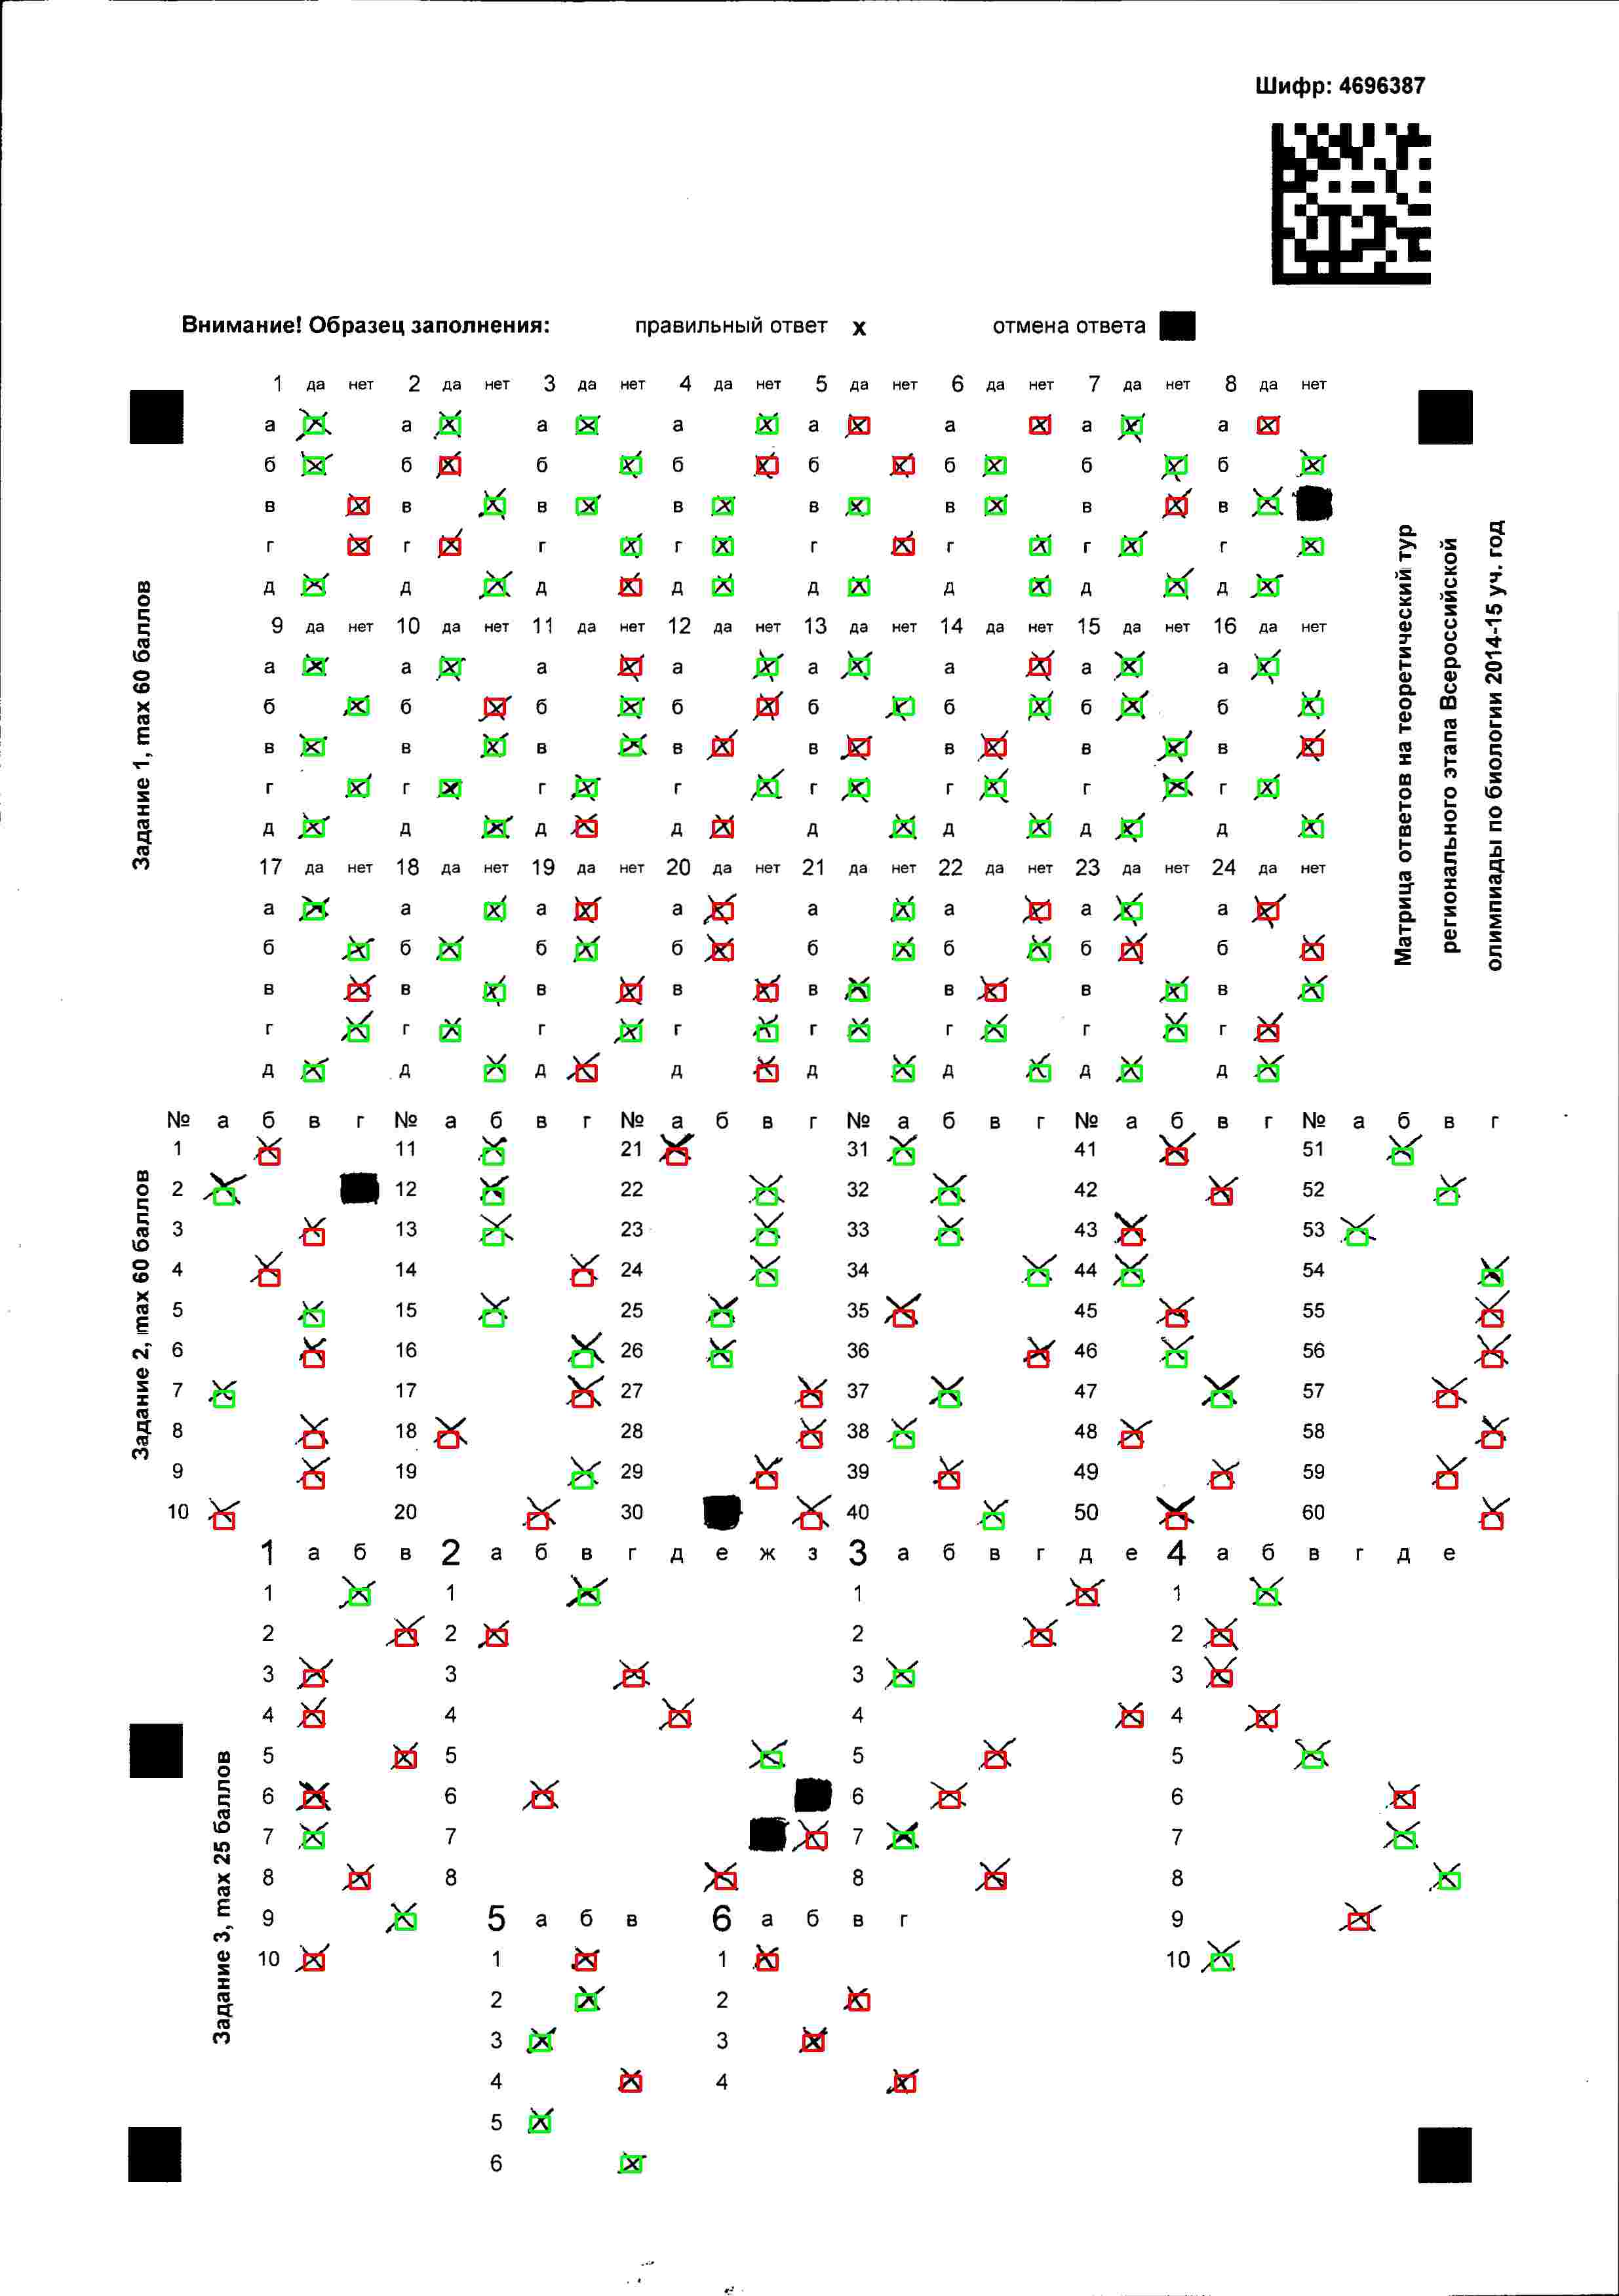 Шифр: 4696387
Внимание! Образец заполнения: правильный ответ х отмена ответа
1 да нет 2 да нет 3 да нет 4 да нет 5 да нет 6 да нет 7 да нет 8 да нет
а а а а а а а а
б б б б б б б б
в в в в в в в в
г г г г г г г г
д д д д д д д д
9 да нет 10 да нет 11 да нет 12 да нет 13 да нет 14 да нет 15 да нет 16 да нет
а а а а а а а а
б б б б б б б б
в в в в в в в в
г г г г г г г г
д д д д д д д д
17 да нет 18 да нет 19 да нет 20 да нет 21 да нет 22 да нет 23 да нет 24 да нет
а а а а а а а а
б б б б б б б б
в в в в в в в в
г г г г г г г г
д д д д д д д д
Задание 1, max 60 баллов
Матрица ответов на теоретический тур
регионального этапа Всероссийской
олимпиады по биологии 2014-15 уч. год
№ а б в г № а б в г № а б в г № а б в г № а б в г № а б в г
1 11 21 31 41 51
2 12 22 32 42 52
3 13 23 33 43 53
4 14 24 34 44 54
5 15 25 35 45 55
6 16 26 36 46 56
7 17 27 37 47 57
8 18 28 38 48 58
9 19 29 39 49 59
10 20 30 40 50 60
Задание 2, max 60 баллов
1 а б в 2 а б в г д е ж з 3 а б в г д е 4 а б в г д е
1 1 1 1
2 2 2 2
3 3 3 3
4 4 4 4
5 5 5 5
6 6 6 6
7 7 7 7
8 8 8 8
9 5 а б в 6 а б в г 9
10 1 1 10
2 2
3 3
4 4
5
6
Задание 3, max 25 баллов